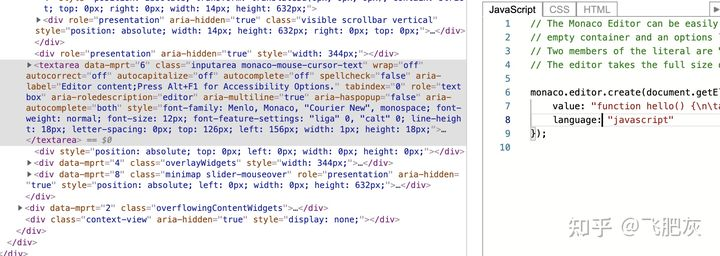 t; top: 0px; right: 0px; width: 14px; height: 632px;"></div>
▶<div role="presentation" aria-hidden="true" class="visible scrollbar vertical"
style="position: absolute; width: 14px; height: 632px; right: 0px; top: 0px;">…</div>
</div>
<div role="presentation" aria-hidden="true" style="width: 344px;"></div>
▶<textarea data-mprt="6" class="inputarea monaco-mouse-cursor-text" wrap="off"
autocorrect="off" autocapitalize="off" autocomplete="off" spellcheck="false" aria-
label="Editor content;Press Alt+F1 for Accessibility Options." tabindex="0" role="text
box" aria-roledescription="editor" aria-multiline="true" aria-haspopup="false" aria-
autocomplete="both" style="font-family: Menlo, Monaco, "Courier New", monospace; font-
weight: normal; font-size: 12px; font-feature-settings: "liga" 0, "calt" 0; line-heigh
t: 18px; letter-spacing: 0px; top: 126px; left: 156px; width: 1px; height: 18px;">…
</textarea> == $0
<div style="position: absolute; top: 0px; left: 0px; width: 0px; height: 0px;"></div>
▶<div data-mprt="4" class="overlayWidgets" style="width: 344px;">…</div>
▶<div data-mprt="8" class="minimap slider-mouseover" role="presentation" aria-hidden=
"true" style="position: absolute; left: 0px; width: 0px; height: 632px;">…</div>
</div>
▶<div data-mprt="2" class="overflowingContentWidgets">…</div>
<div class="context-view" aria-hidden="true" style="display: none;"></div>
</div>
</div>
JavaScript CSS HTML
1 // The Monaco Editor can be easily
2 // empty container and an options l
3 // Two members of the literal are
4 // The editor takes the full size o
5
6 monaco.editor.create(document.getEl
7 value: "function hello() {\n\ta
8 language: "javascript"
9 });
10
知乎 @飞肥灰